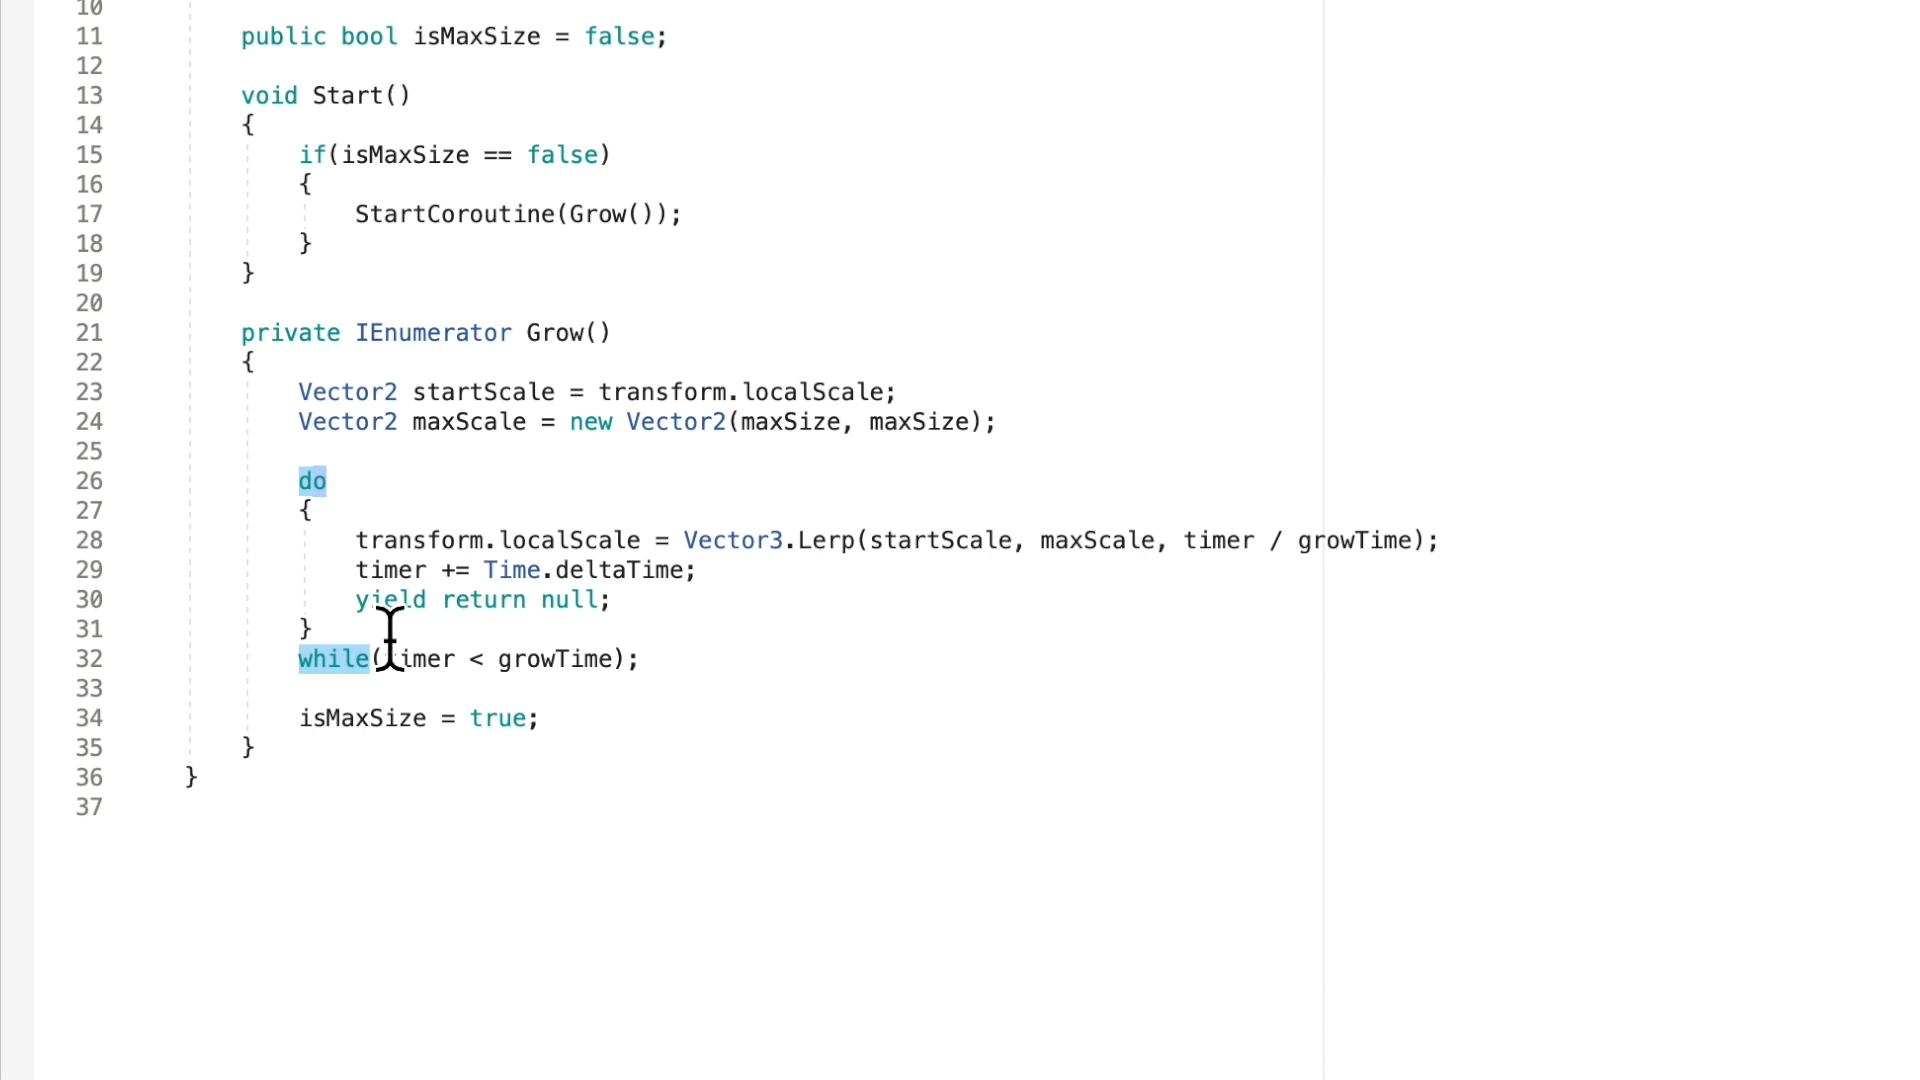 10
11 public bool isMaxSize = false;
12
13 void Start()
14 {
15 if(isMaxSize == false)
16 {
17 StartCoroutine(Grow());
18 }
19 }
20
21 private IEnumerator Grow()
22 {
23 Vector2 startScale = transform.localScale;
24 Vector2 maxScale = new Vector2(maxSize, maxSize);
25
26 do
27 {
28 transform.localScale = Vector3.Lerp(startScale, maxScale, timer / growTime);
29 timer += Time.deltaTime;
30 yield return null;
31 }
32 while(timer < growTime);
33
34 isMaxSize = true;
35 }
36 }
37